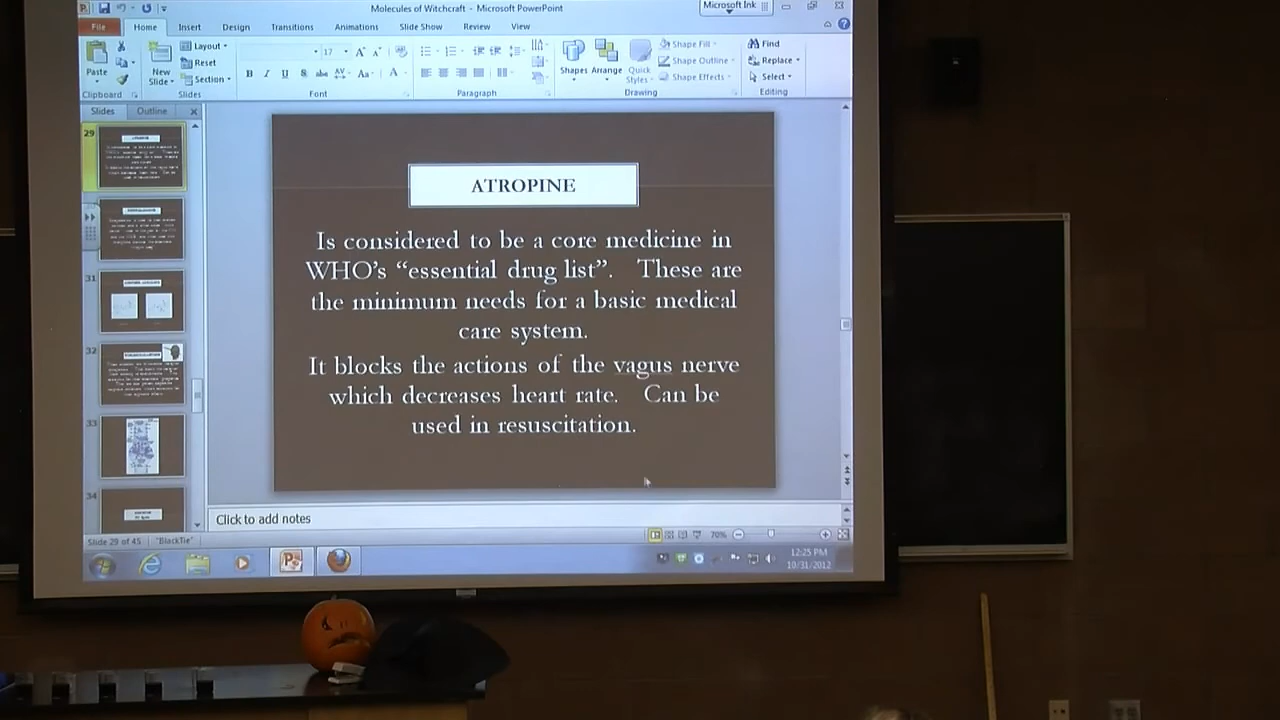 Molecules of Witchcraft - Microsoft PowerPoint
Microsoft Ink
File Home Insert Design Transitions Animations Slide Show Review View
Paste
New
Slide
Layout
Reset
Section
17
B I U S abc AV Aa A
Shapes Arrange Quick
Styles
Shape Fill
Shape Outline
Shape Effects
Find
Replace
Select
Clipboard Slides Font Paragraph Drawing Editing
Slides Outline
29
31
32
33
34
ATROPINE
Is considered to be a core medicine in
WHO's “essential drug list”. These are
the minimum needs for a basic medical
care system.
It blocks the actions of the vagus nerve
which decreases heart rate. Can be
used in resuscitation.
Click to add notes
Slide 29 of 45 "BlackTie" 70%
12:25 PM
10/31/2012